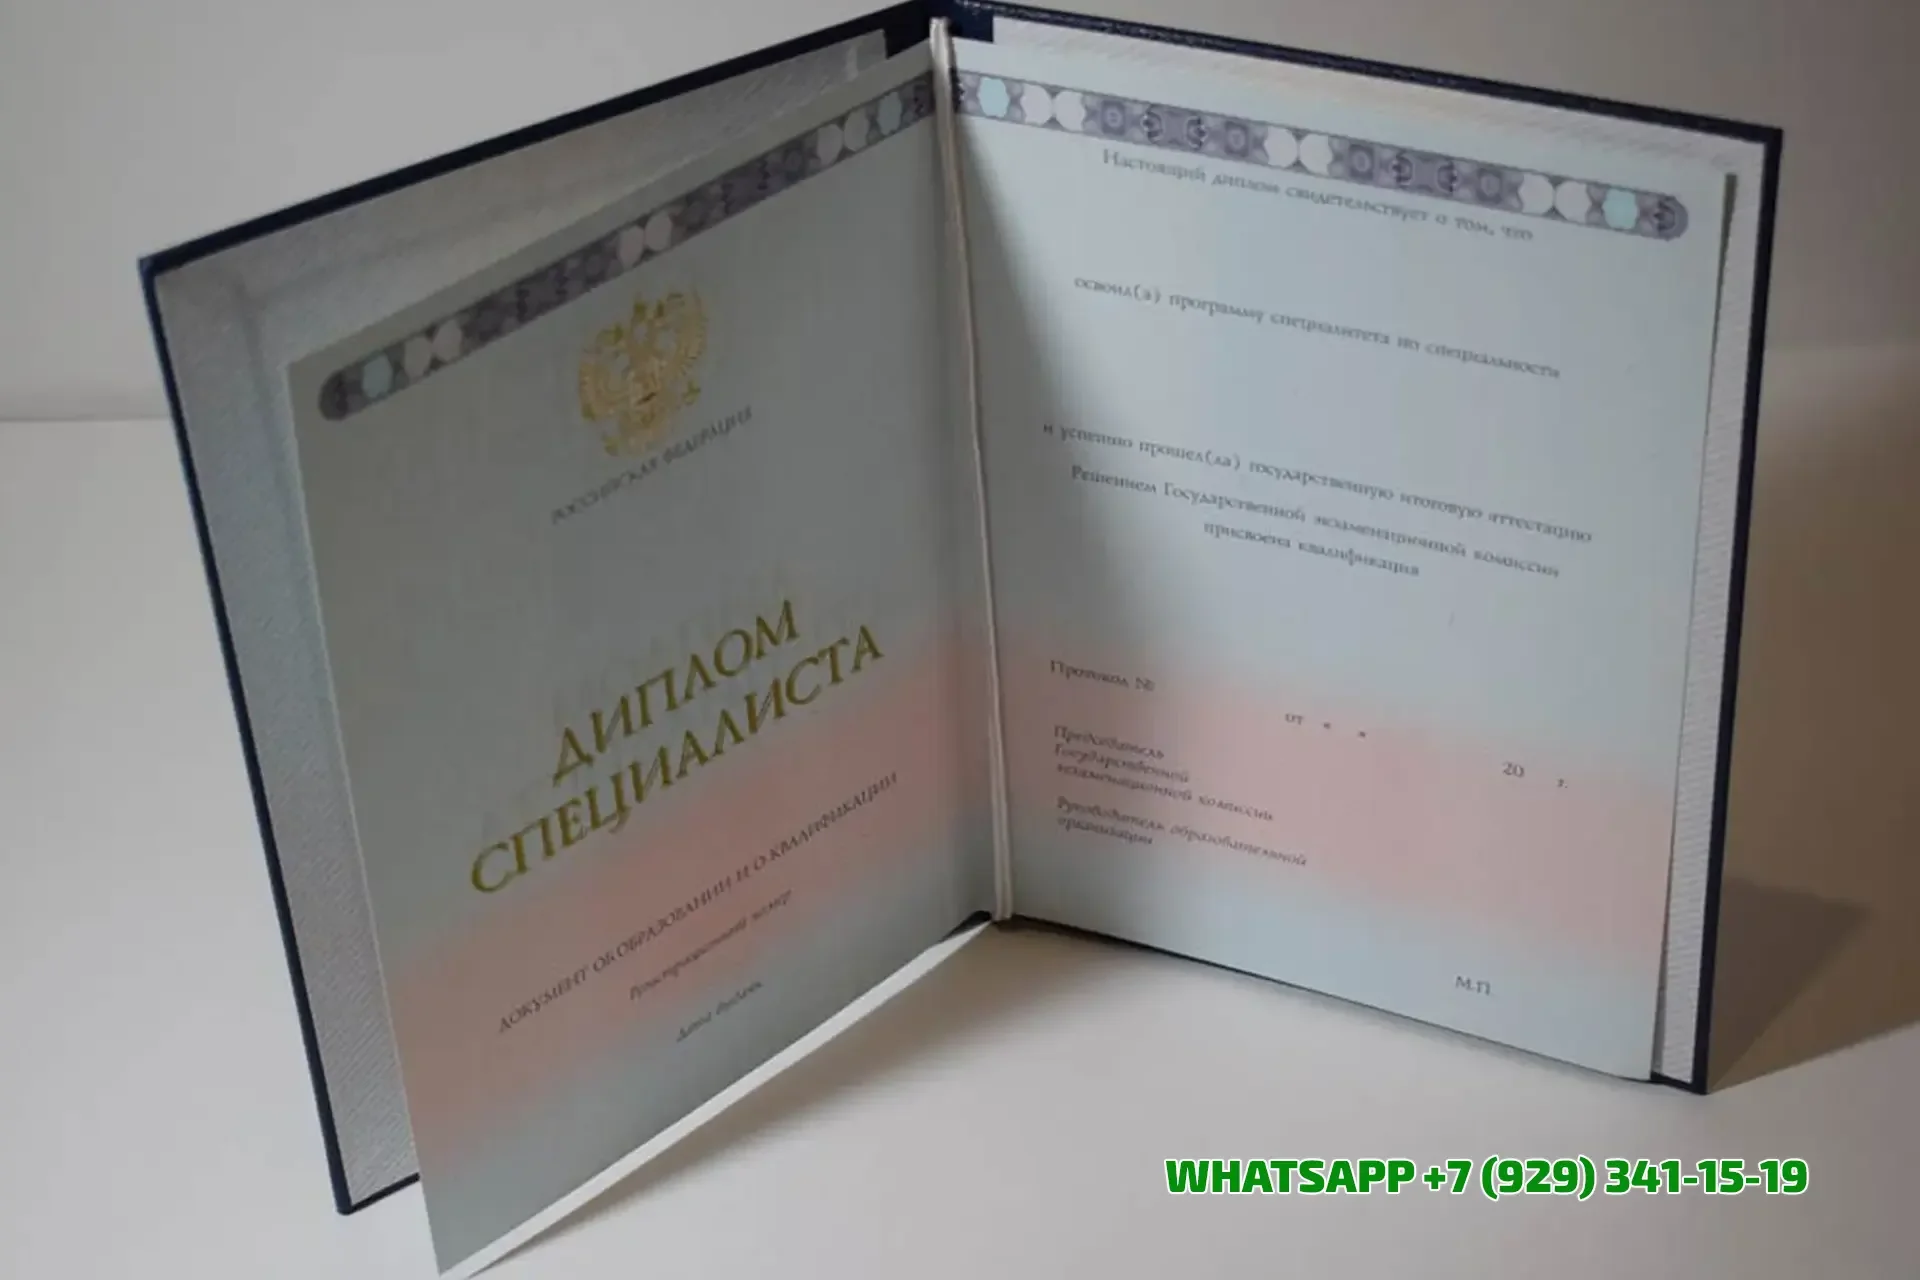 РОССИЙСКАЯ ФЕДЕРАЦИЯ
ДИПЛОМ
СПЕЦИАЛИСТА
ДОКУМЕНТ ОБ ОБРАЗОВАНИИ И О КВАЛИФИКАЦИИ
Регистрационный номер
Дата выдачи
Настоящий диплом свидетельствует о том, что
освоил(а) программу специалитета по специальности
и успешно прошел(ла) государственную итоговую аттестацию
Решением Государственной экзаменационной комиссии
присвоена квалификация
Протокол №
от « » 20 г.
Председатель
Государственной
экзаменационной комиссии
Руководитель образовательной
организации
М.П.
WHATSAPP +7 (929) 341-15-19